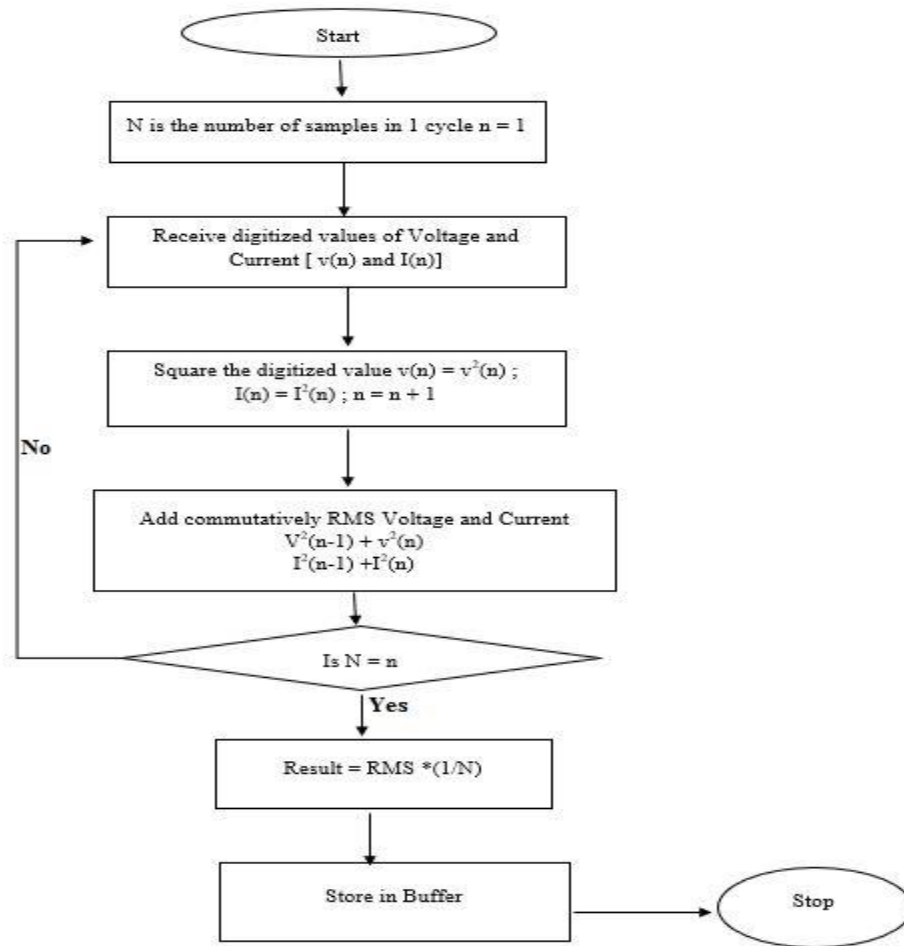 Start
N is the number of samples in 1 cycle n = 1
Receive digitized values of Voltage and
Current [ v(n) and I(n)]
Square the digitized value v(n) = v²(n) ;
I(n) = I²(n) ; n = n + 1
No
Add commutatively RMS Voltage and Current
V²(n-1) + v²(n)
I²(n-1) +I²(n)
Is N = n
Yes
Result = RMS *(1/N)
Store in Buffer
Stop